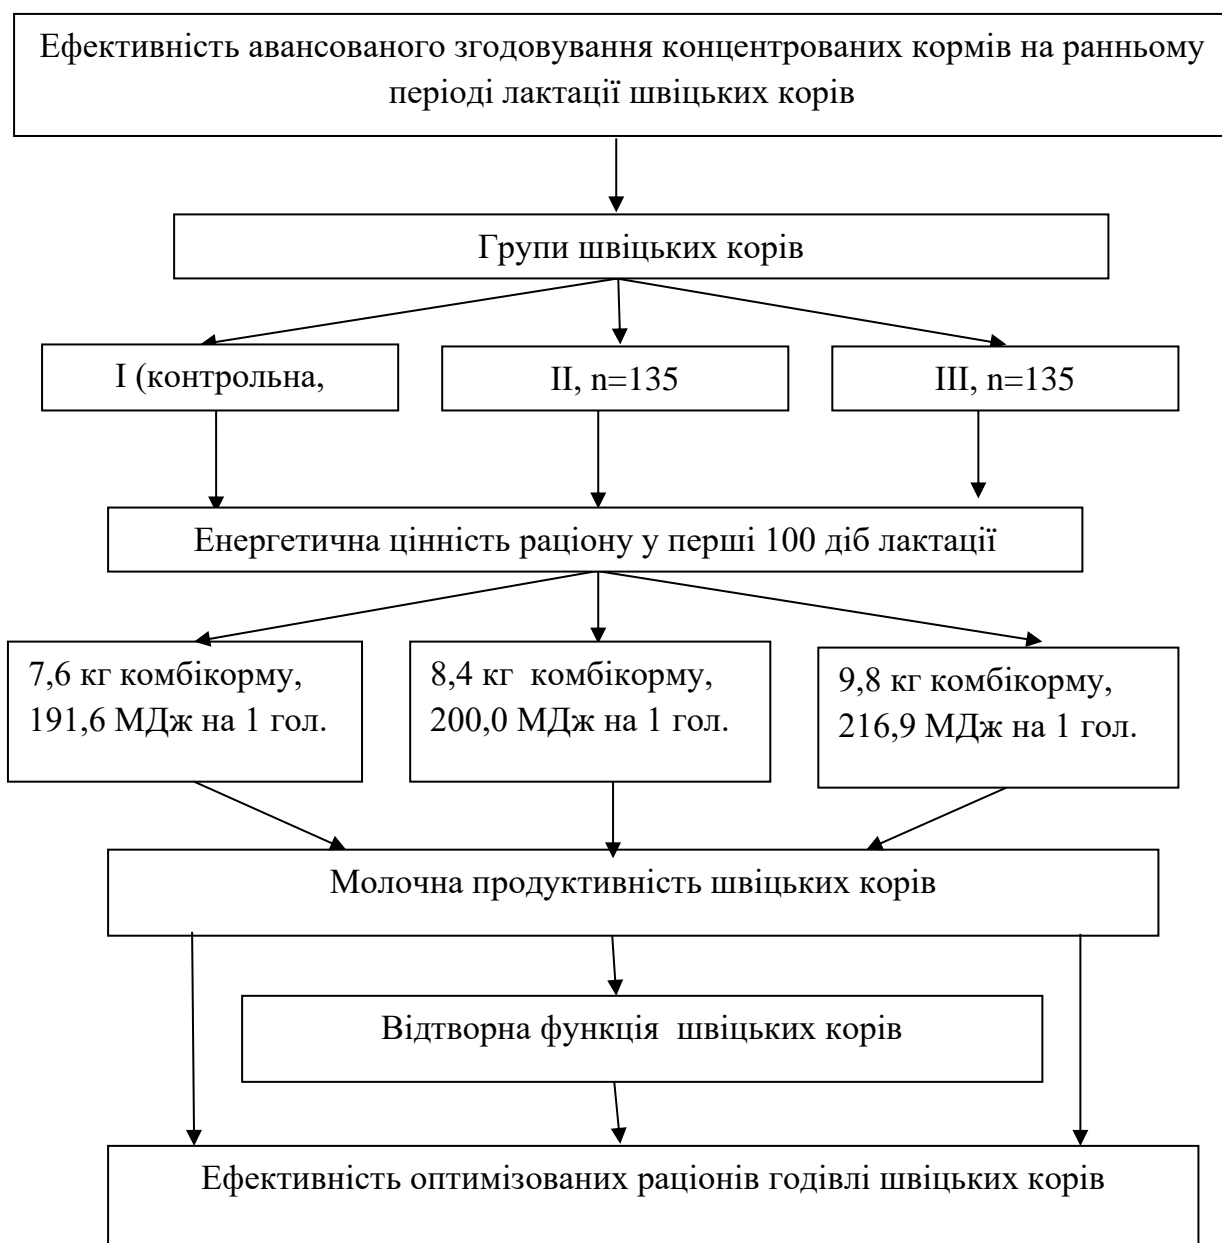 Ефективність авансованого згодовування концентрованих кормів на ранньому
періоді лактації швіцьких корів
Групи швіцьких корів
І (контрольна,
ІІ, n=135
ІІІ, n=135
Енергетична цінність раціону у перші 100 діб лактації
7,6 кг комбікорму,
191,6 МДж на 1 гол.
8,4 кг комбікорму,
200,0 МДж на 1 гол.
9,8 кг комбікорму,
216,9 МДж на 1 гол.
Молочна продуктивність швіцьких корів
Відтворна функція швіцьких корів
Ефективність оптимізованих раціонів годівлі швіцьких корів